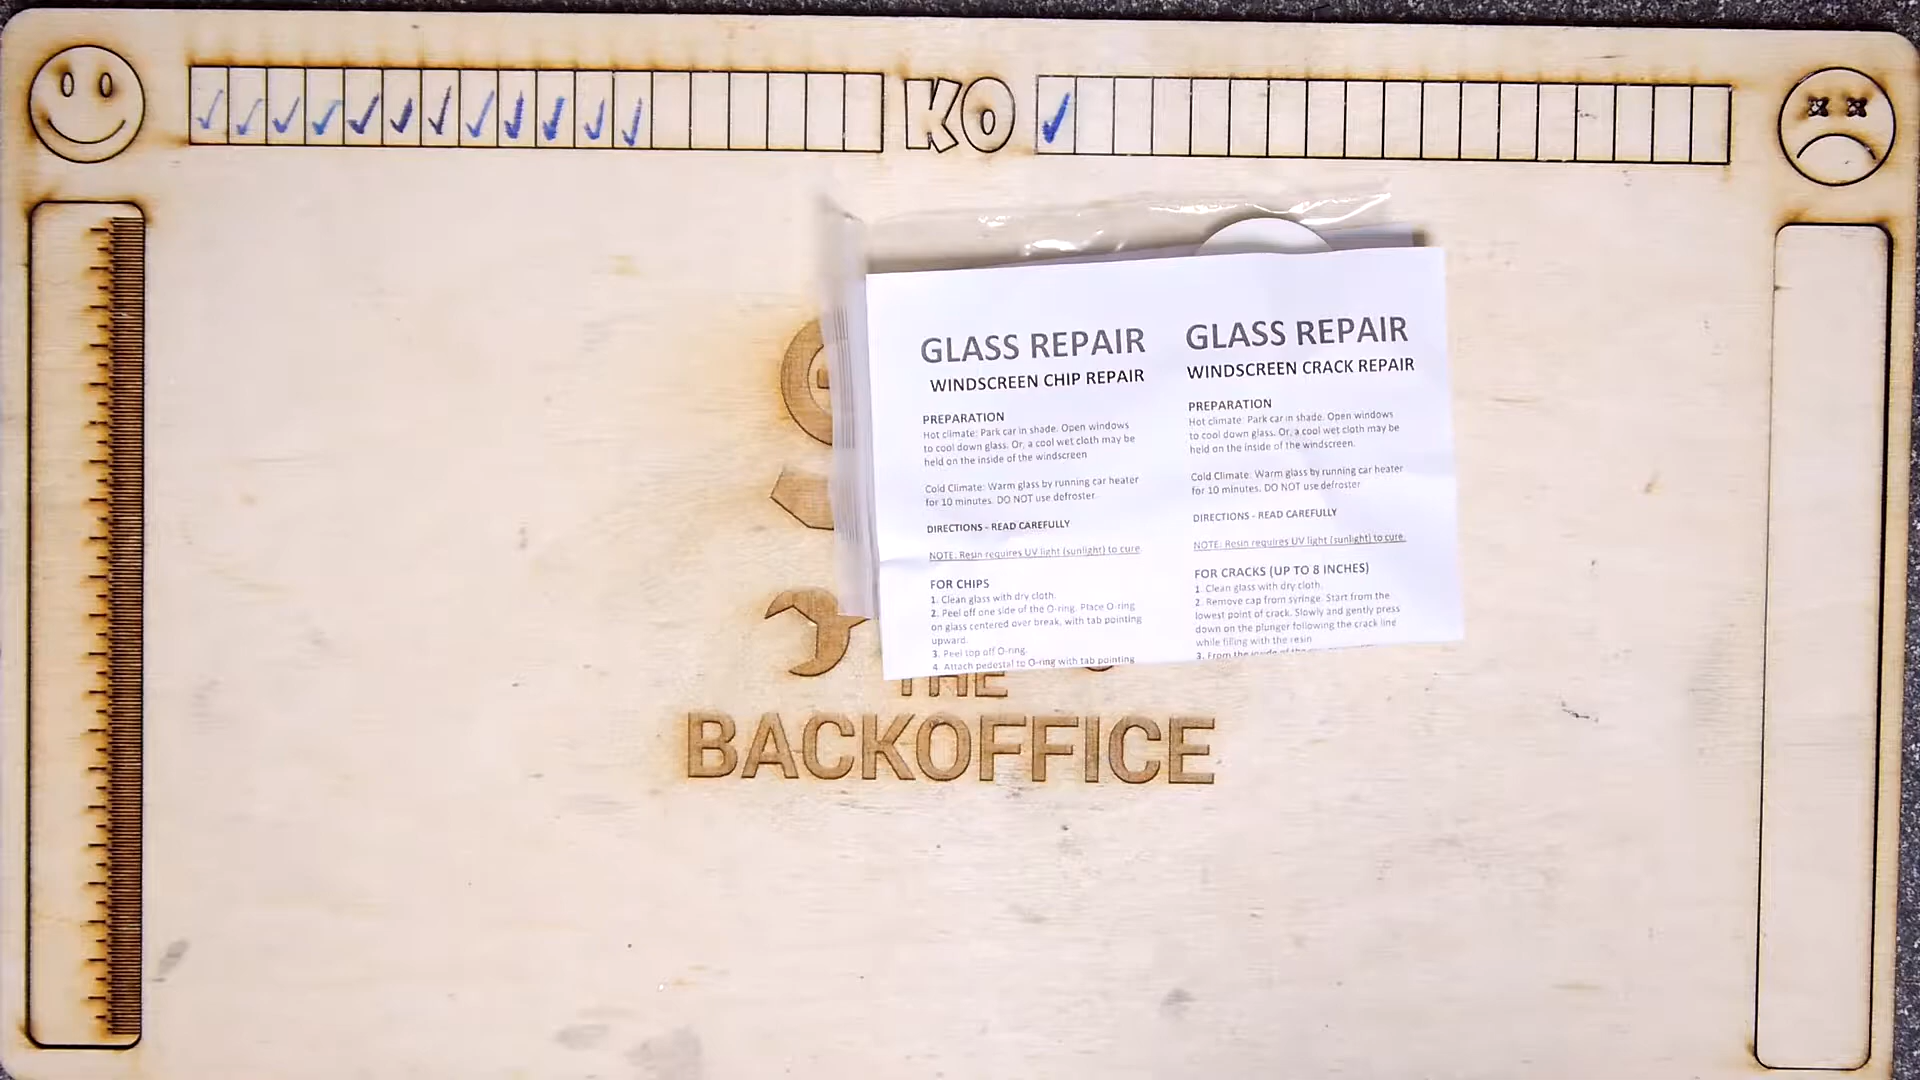 KO
GLASS REPAIR
WINDSCREEN CHIP REPAIR
PREPARATION
Hot climate: Park car in shade. Open windows
to cool down glass. Or, a cool wet cloth may be
held on the inside of the windscreen
Cold Climate: Warm glass by running car heater
for 10 minutes. DO NOT use defroster.
DIRECTIONS - READ CAREFULLY
NOTE: Resin requires UV light (sunlight) to cure.
FOR CHIPS
1. Clean glass with dry cloth.
2. Peel off one side of the O-ring. Place O-ring
on glass centered over break, with tab pointing
upward.
3. Peel top off O-ring.
4. Attach pedestal to O-ring with tab pointing
GLASS REPAIR
WINDSCREEN CRACK REPAIR
PREPARATION
Hot climate: Park car in shade. Open windows
to cool down glass. Or, a cool wet cloth may be
held on the inside of the windscreen.
Cold Climate: Warm glass by running car heater
for 10 minutes. DO NOT use defroster
DIRECTIONS - READ CAREFULLY
NOTE: Resin requires UV light (sunlight) to cure.
FOR CRACKS (UP TO 8 INCHES)
1. Clean glass with dry cloth.
2. Remove cap from syringe. Start from the
lowest point of crack. Slowly and gently press
down on the plunger following the crack line
while filling with the resin
3. From the inside of the
THE
BACKOFFICE